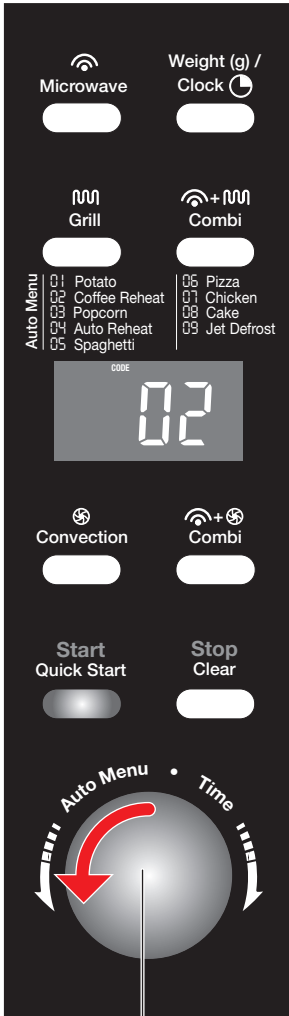 Microwave
Weight (g) /
Clock
Grill
+
Combi
Auto Menu
01 Potato
02 Coffee Reheat
03 Popcorn
04 Auto Reheat
05 Spaghetti
06 Pizza
07 Chicken
08 Cake
09 Jet Defrost
CODE
02
Convection
+
Combi
Start
Quick Start
Stop
Clear
Auto Menu • Time